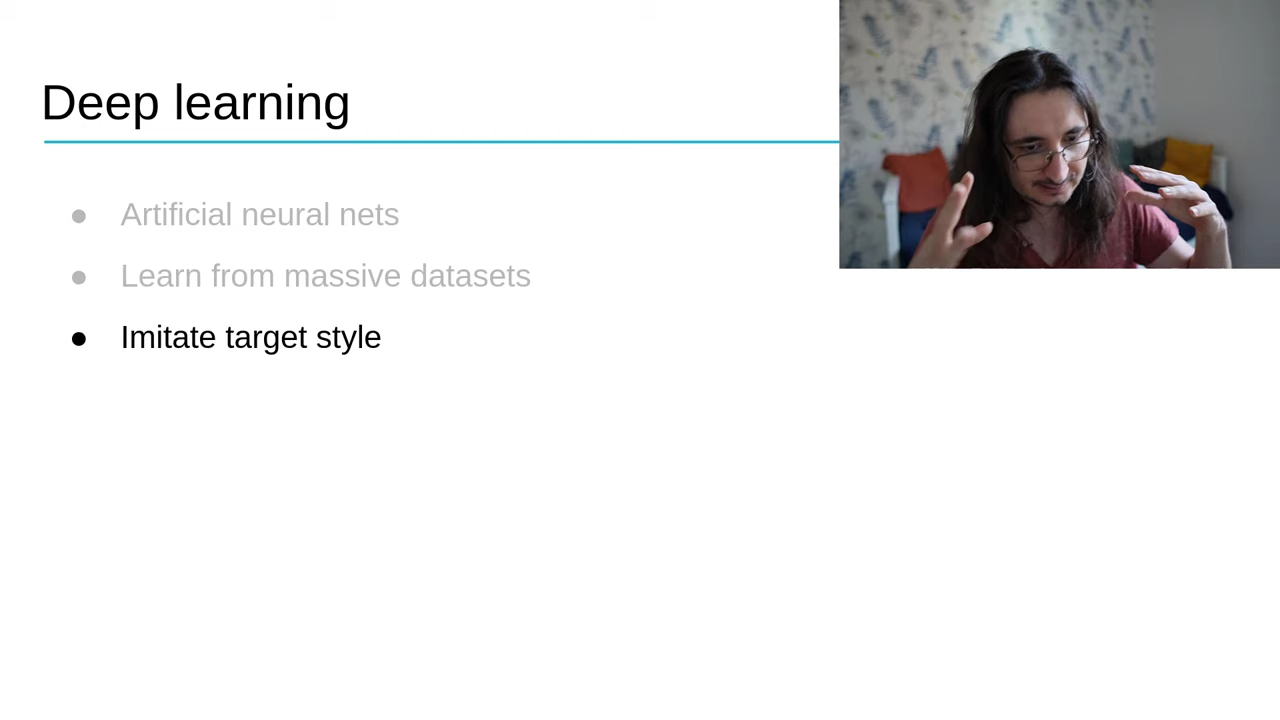 Deep learning
● Artificial neural nets
● Learn from massive datasets
● Imitate target style